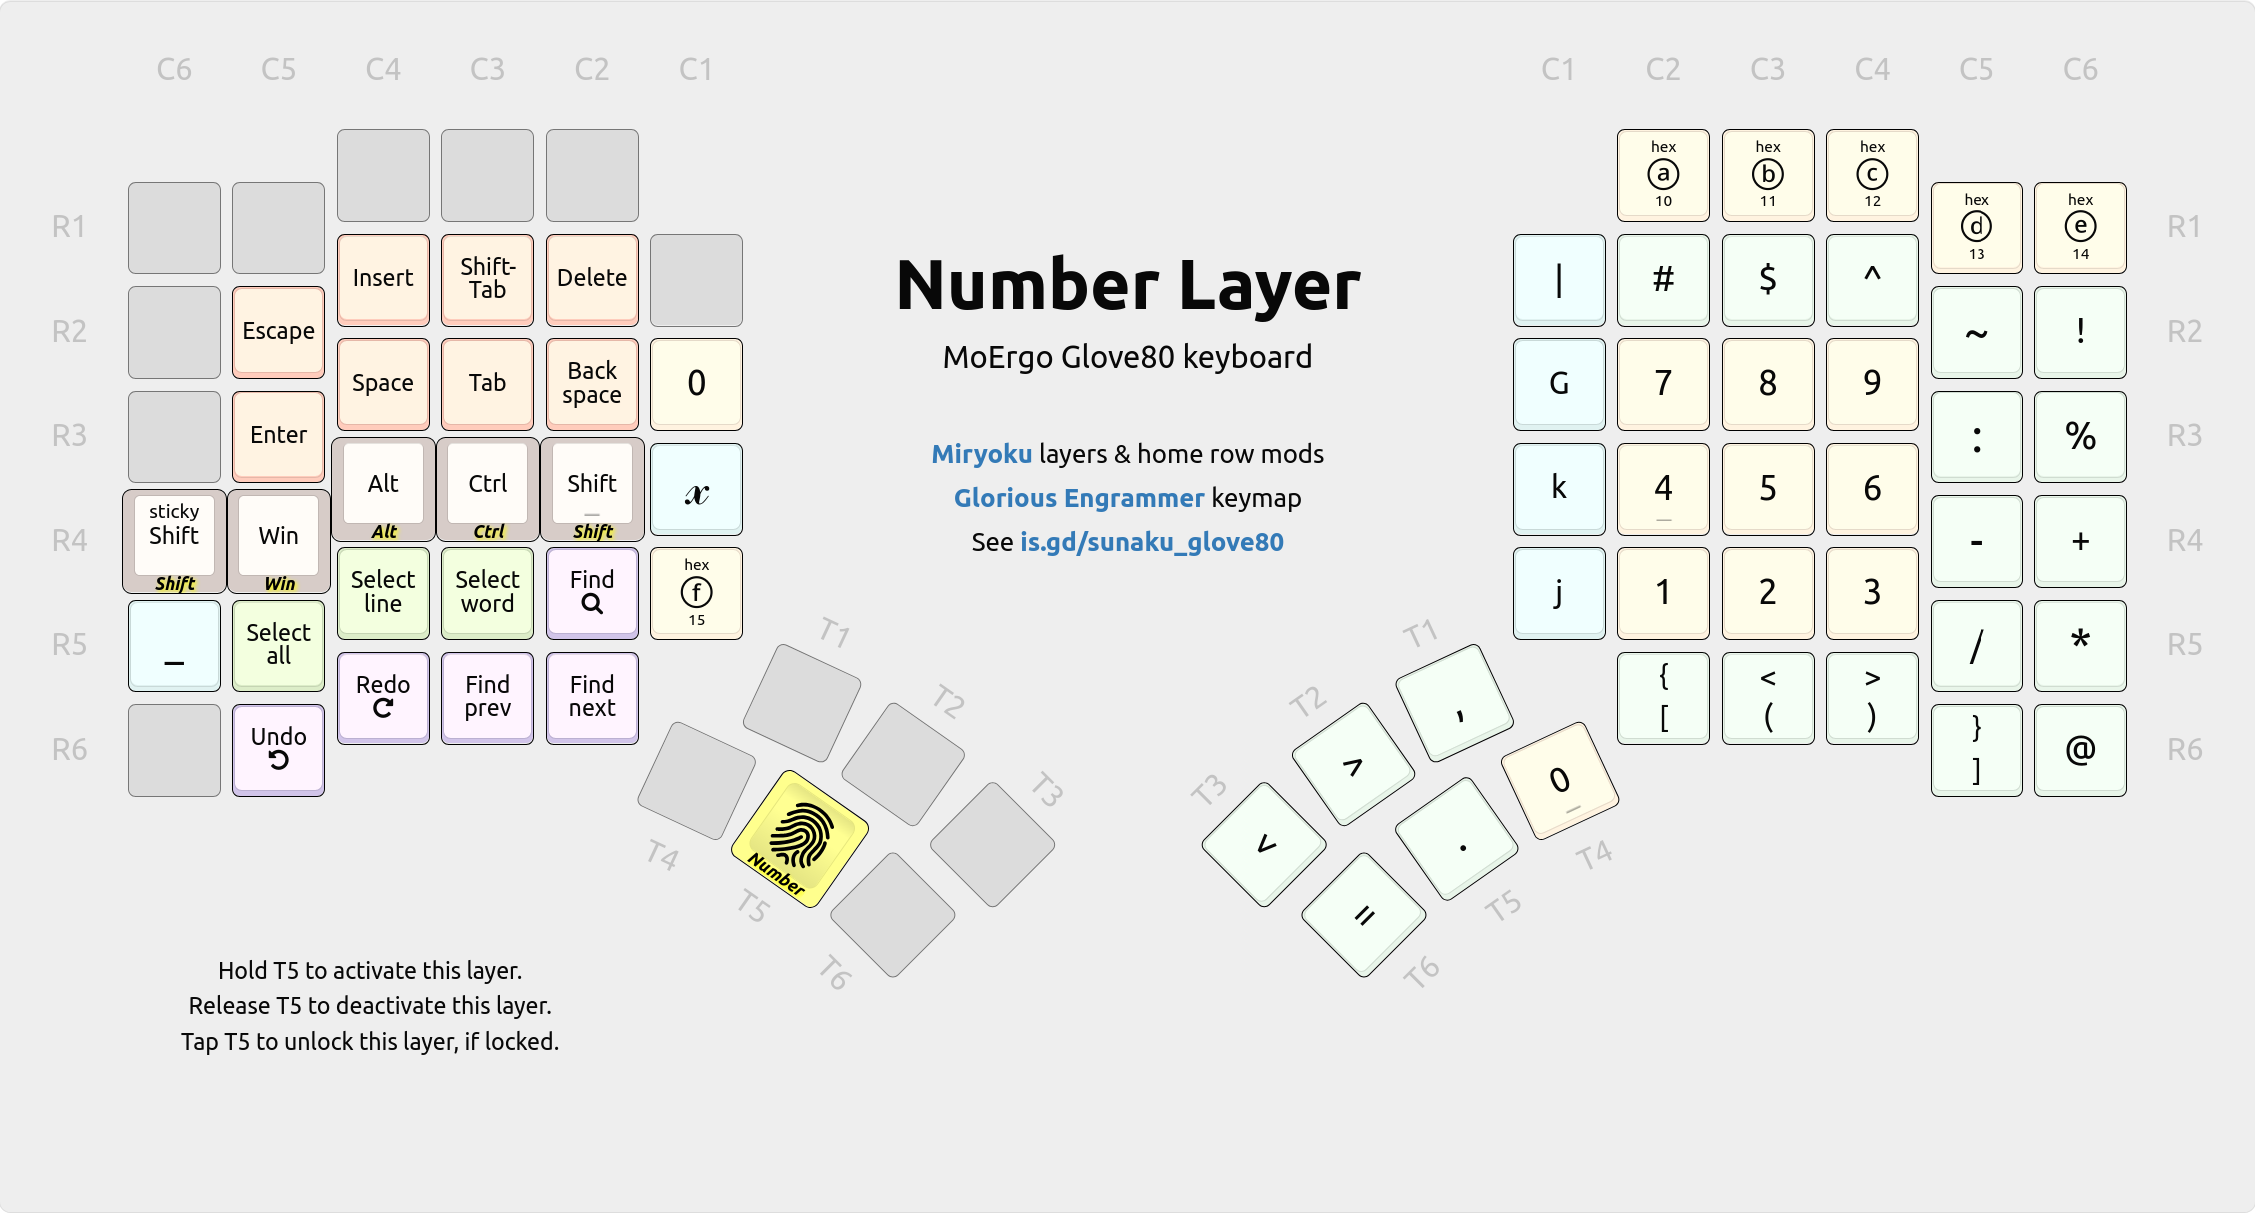 C6 C5 C4 C3 C2 C1 C1 C2 C3 C4 C5 C6
hex hex hex
a b c
10 11 12
hex hex
R1 d e R1
13 14
Insert Shift-
Tab Delete | # $ ^
Number Layer
R2 Escape ~ ! R2
MoErgo Glove80 keyboard
Space Tab Back
space 0 G 7 8 9
R3 Enter : % R3
Miryoku layers & home row mods
Alt Ctrl Shift x k 4 5 6
_ _
Glorious Engrammer keymap
Alt Ctrl Shift
See is.gd/sunaku_glove80
sticky
R4 Shift Win - + R4
Shift Win
Select
line Select
word Find hex
f
15 j 1 2 3
R5 _ Select
all / * R5
T1 T1
Redo Find
prev Find
next { < >
[ ( )
T2 T2
R6 Undo }
] @ R6
, > 0
_
T3 T3
< .
Number
T4 T4
=
T5 T5
T6 T6
Hold T5 to activate this layer.
Release T5 to deactivate this layer.
Tap T5 to unlock this layer, if locked.